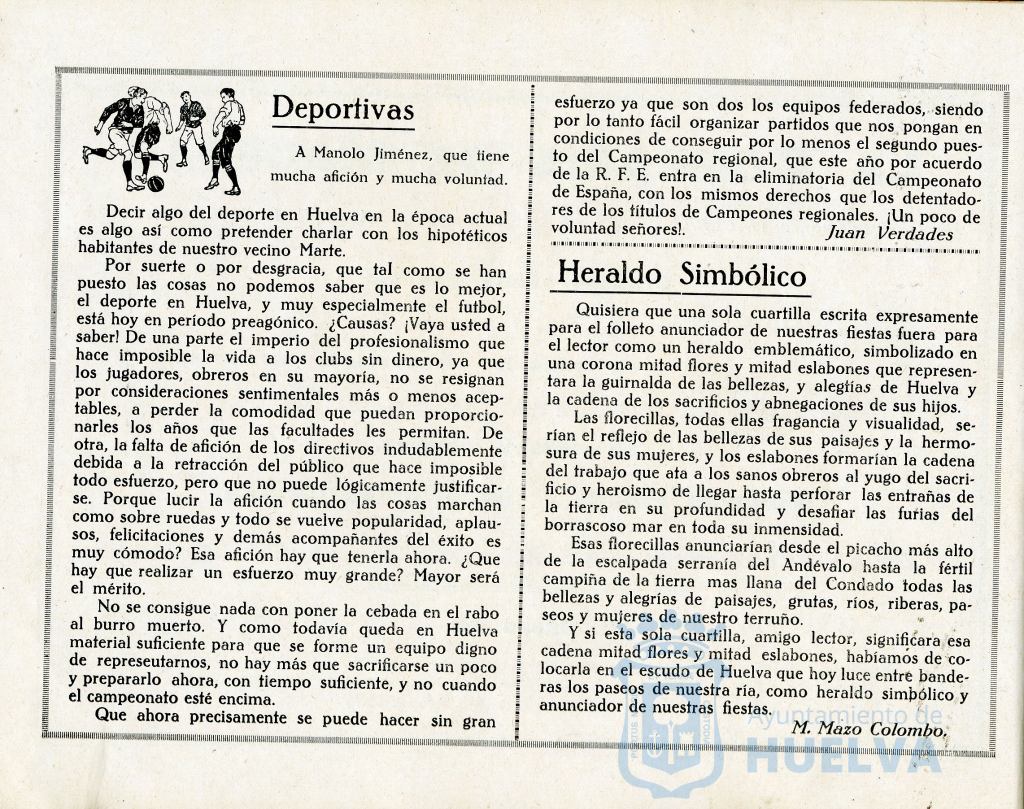 Deportivas
A Manolo Jiménez, que tiene
mucha afición y mucha voluntad.
Decir algo del deporte en Huelva en la época actual
es algo así como pretender charlar con los hipotéticos
habitantes de nuestro vecino Marte.
Por suerte o por desgracia, que tal como se han
puesto las cosas no podemos saber que es lo mejor,
el deporte en Huelva, y muy especialmente el futbol,
está hoy en período preagónico. ¿Causas? ¡Vaya usted a
saber! De una parte el imperio del profesionalismo que
hace imposible la vida a los clubs sin dinero, ya que
los jugadores, obreros en su mayoría, no se resignan
por consideraciones sentimentales más o menos acep-
tables, a perder la comodidad que puedan proporcio-
narles los años que las facultades les permitan. De
otra, la falta de afición de los directivos indudablemente
debida a la retracción del público que hace imposible
todo esfuerzo, pero que no puede lógicamente justificar-
se. Porque lucir la afición cuando las cosas marchan
como sobre ruedas y todo se vuelve popularidad, aplau-
sos, felicitaciones y demás acompañantes del éxito es
muy cómodo? Esa afición hay que tenerla ahora. ¿Que
hay que realizar un esfuerzo muy grande? Mayor será
el mérito.
No se consigue nada con poner la cebada en el rabo
al burro muerto. Y como todavía queda en Huelva
material suficiente para que se forme un equipo digno
de represeutarnos, no hay más que sacrificarse un poco
y prepararlo ahora, con tiempo suficiente, y no cuando
el campeonato esté encima.
Que ahora precisamente se puede hacer sin gran
esfuerzo ya que son dos los equipos federados, siendo
por lo tanto fácil organizar partidos que nos pongan en
condiciones de conseguir por lo menos el segundo pues-
to del Campeonato regional, que este año por acuerdo
de la R. F. E. entra en la eliminatoria del Campeonato
de España, con los mismos derechos que los detentado-
res de los títulos de Campeones regionales. ¡Un poco de
voluntad señores!.
Juan Verdades
Heraldo Simbólico
Quisiera que una sola cuartilla escrita expresamente
para el folleto anunciador de nuestras fiestas fuera para
el lector como un heraldo emblemático, simbolizado en
una corona mitad flores y mitad eslabones que represen-
tara la guirnalda de las bellezas, y alegtías de Huelva y
la cadena de los sacrificios y abnegaciones de sus hijos.
Las florecillas, todas ellas fragancia y visualidad, se-
rían el reflejo de las bellezas de sus paisajes y la hermo-
sura de sus mujeres, y los eslabones formarían la cadena
del trabajo que ata a los sanos obreros al yugo del sacri-
ficio y heroismo de llegar hasta perforar las entrañas de
la tierra en su profundidad y desafiar las furias del
borrascoso mar en toda su inmensidad.
Esas florecillas anunciarían desde el picacho más alto
de la escalpada serranía del Andévalo hasta la fértil
campiña de la tierra mas llana del Condado todas las
bellezas y alegrías de paisajes, grutas, ríos, riberas, pa-
seos y mujeres de nuestro terruño.
Y si esta sola cuartilla, amigo lector, significara esa
cadena mitad flores y mitad eslabones, habíamos de co-
locarla en el escudo de Huelva que hoy luce entre bande-
ras los paseos de nuestra ría, como heraldo simbólico y
anunciador de nuestras fiestas.
M. Mazo Colombo.
Ayuntamiento de
HUELVA